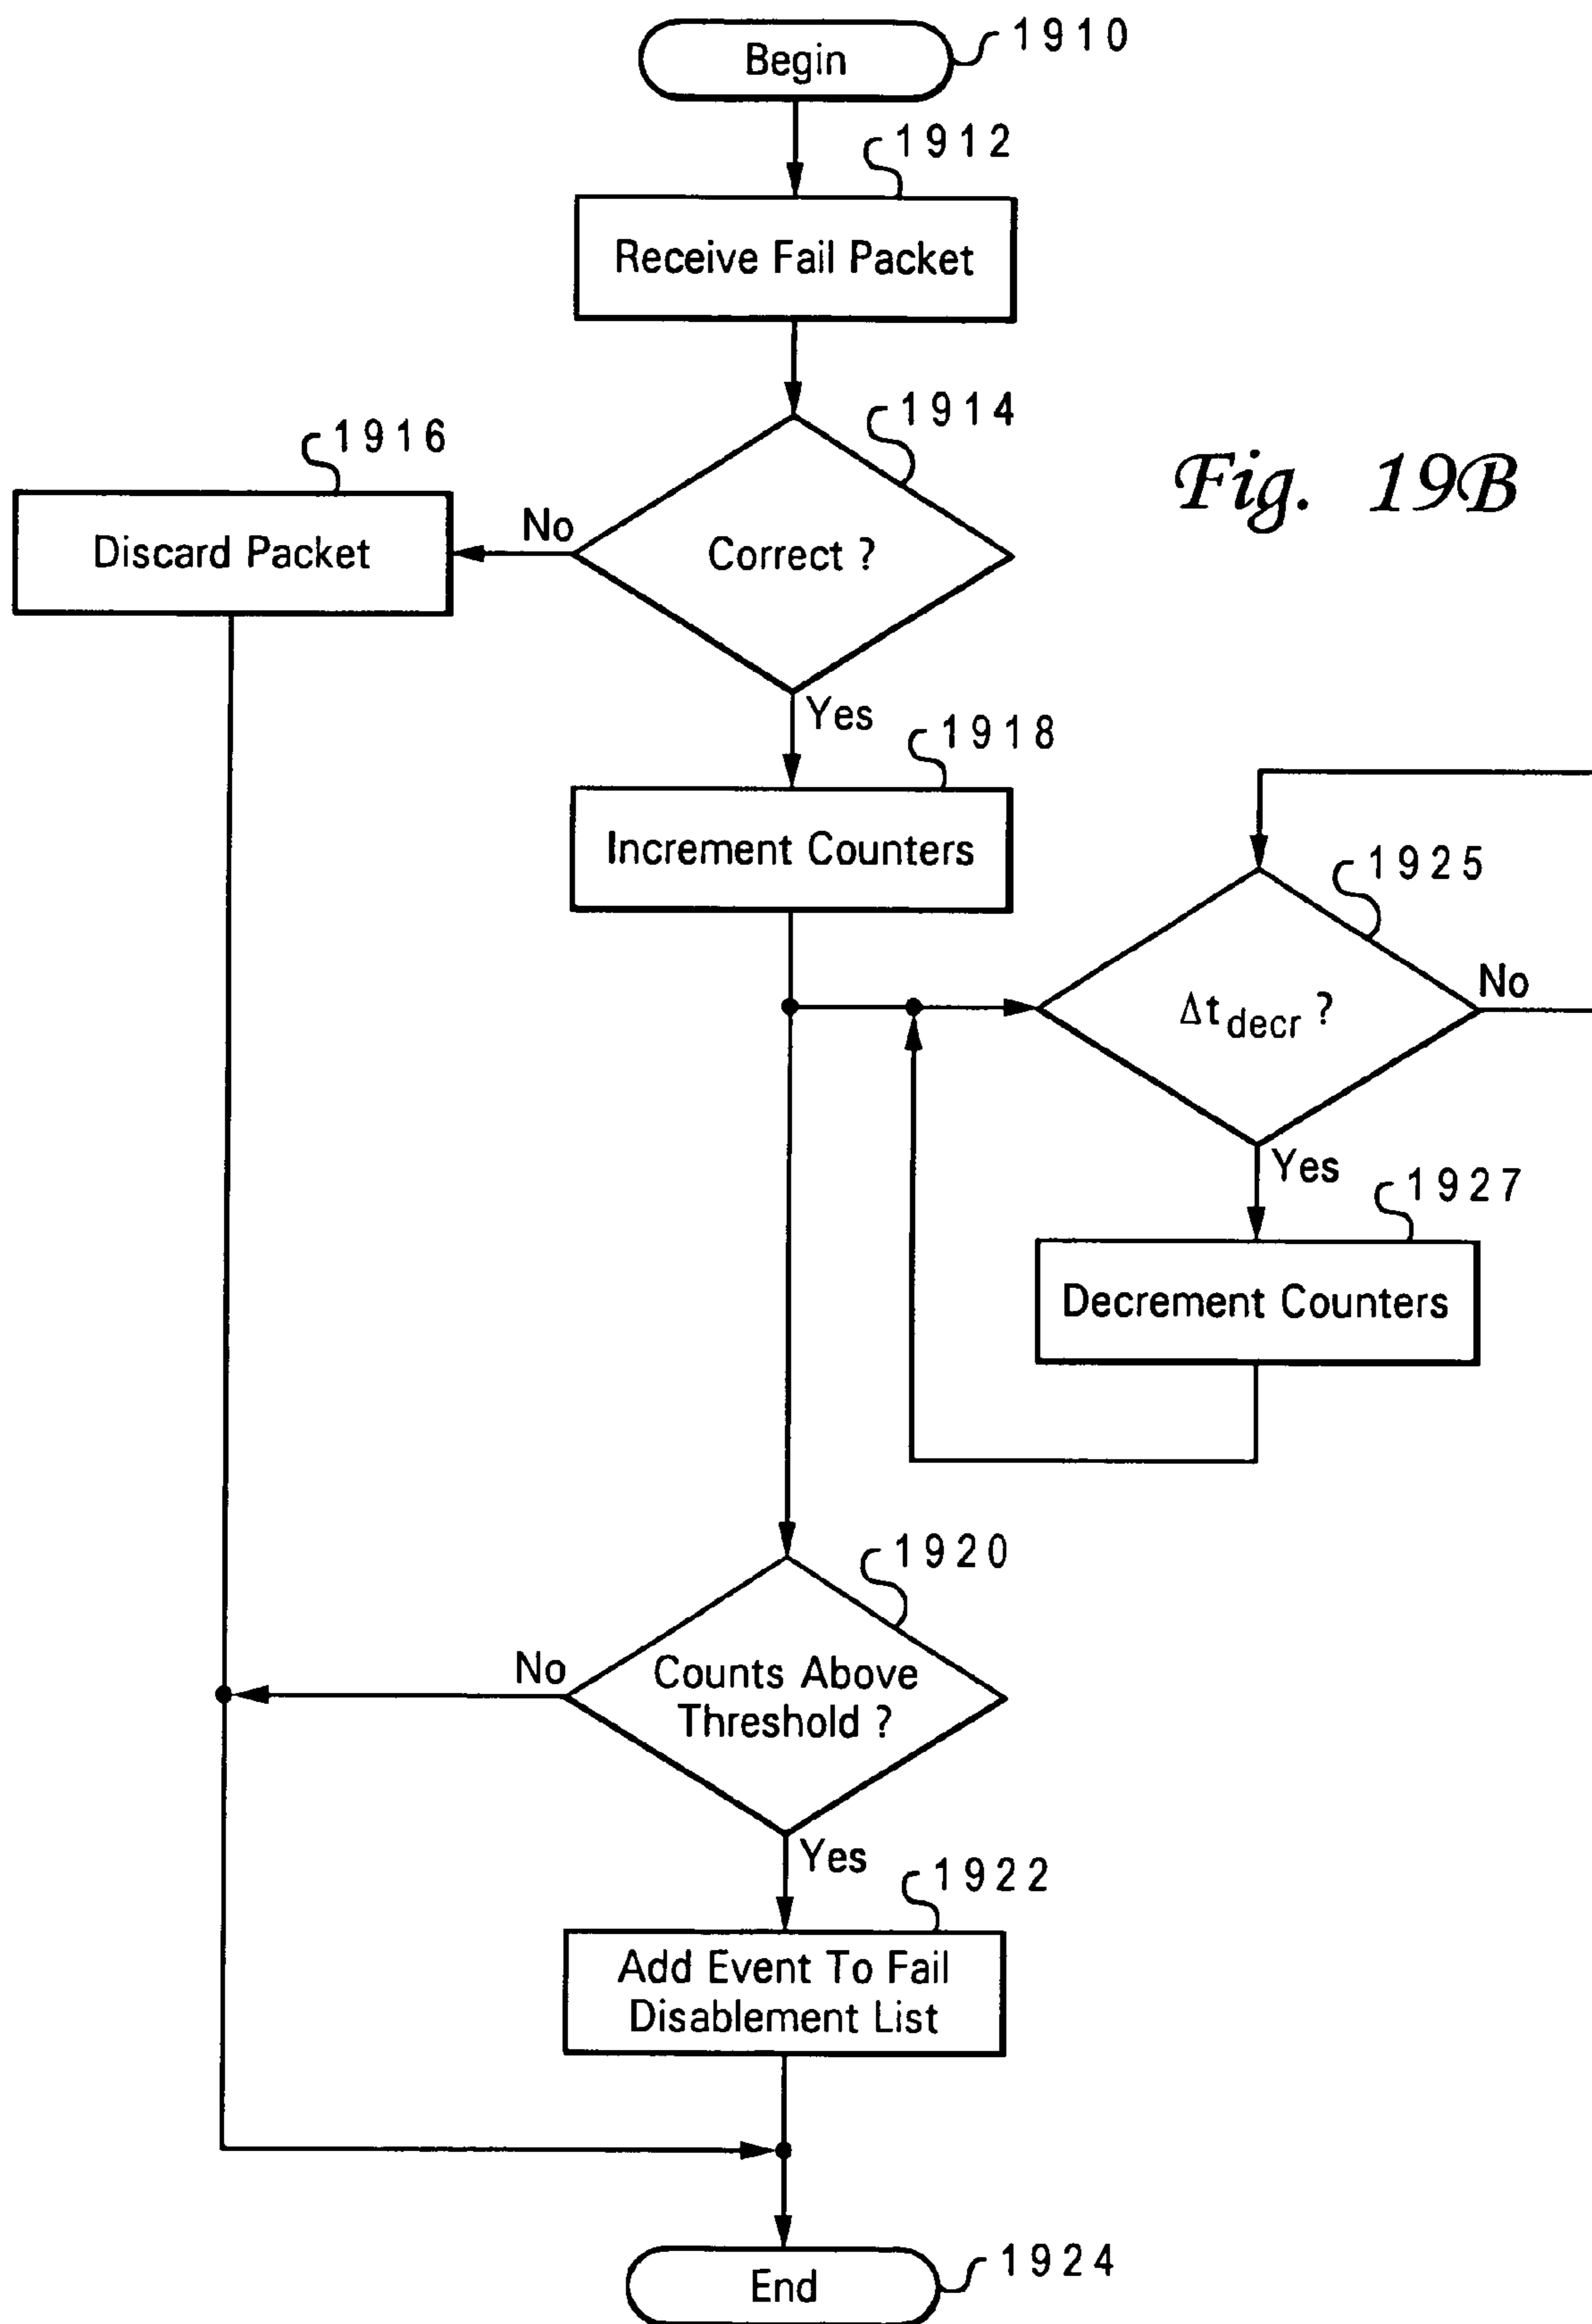 Begin
1910
1912
Receive Fail Packet
1914
1916
Fig. 19B
No
Discard Packet
Correct ?
Yes
1918
Increment Counters
1925
No
Δtdecr ?
Yes
1927
Decrement Counters
1920
No
Counts Above
Threshold ?
Yes
1922
Add Event To Fail
Disablement List
1924
End